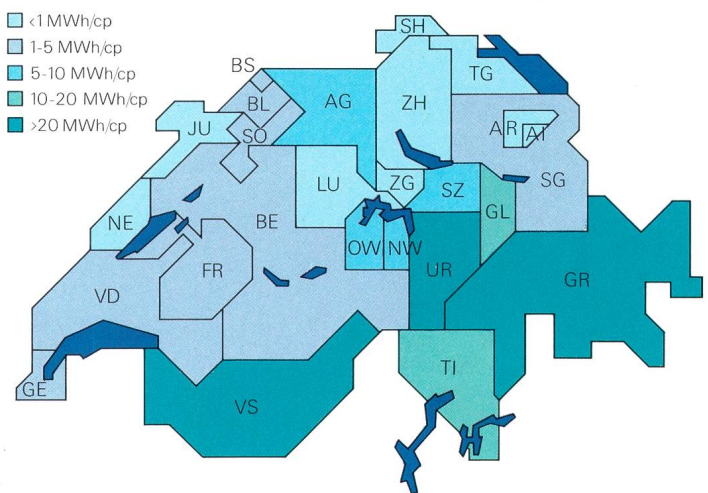 <1 MWh/cp
1-5 MWh/cp
5-10 MWh/cp
10-20 MWh/cp
>20 MWh/cp
SH
BS
TG
BL
AG
ZH
JU
SO
AR
AI
LU
ZG
SZ
SG
GL
NE
BE
OW
NW
FR
UR
GR
VD
TI
GE
VS